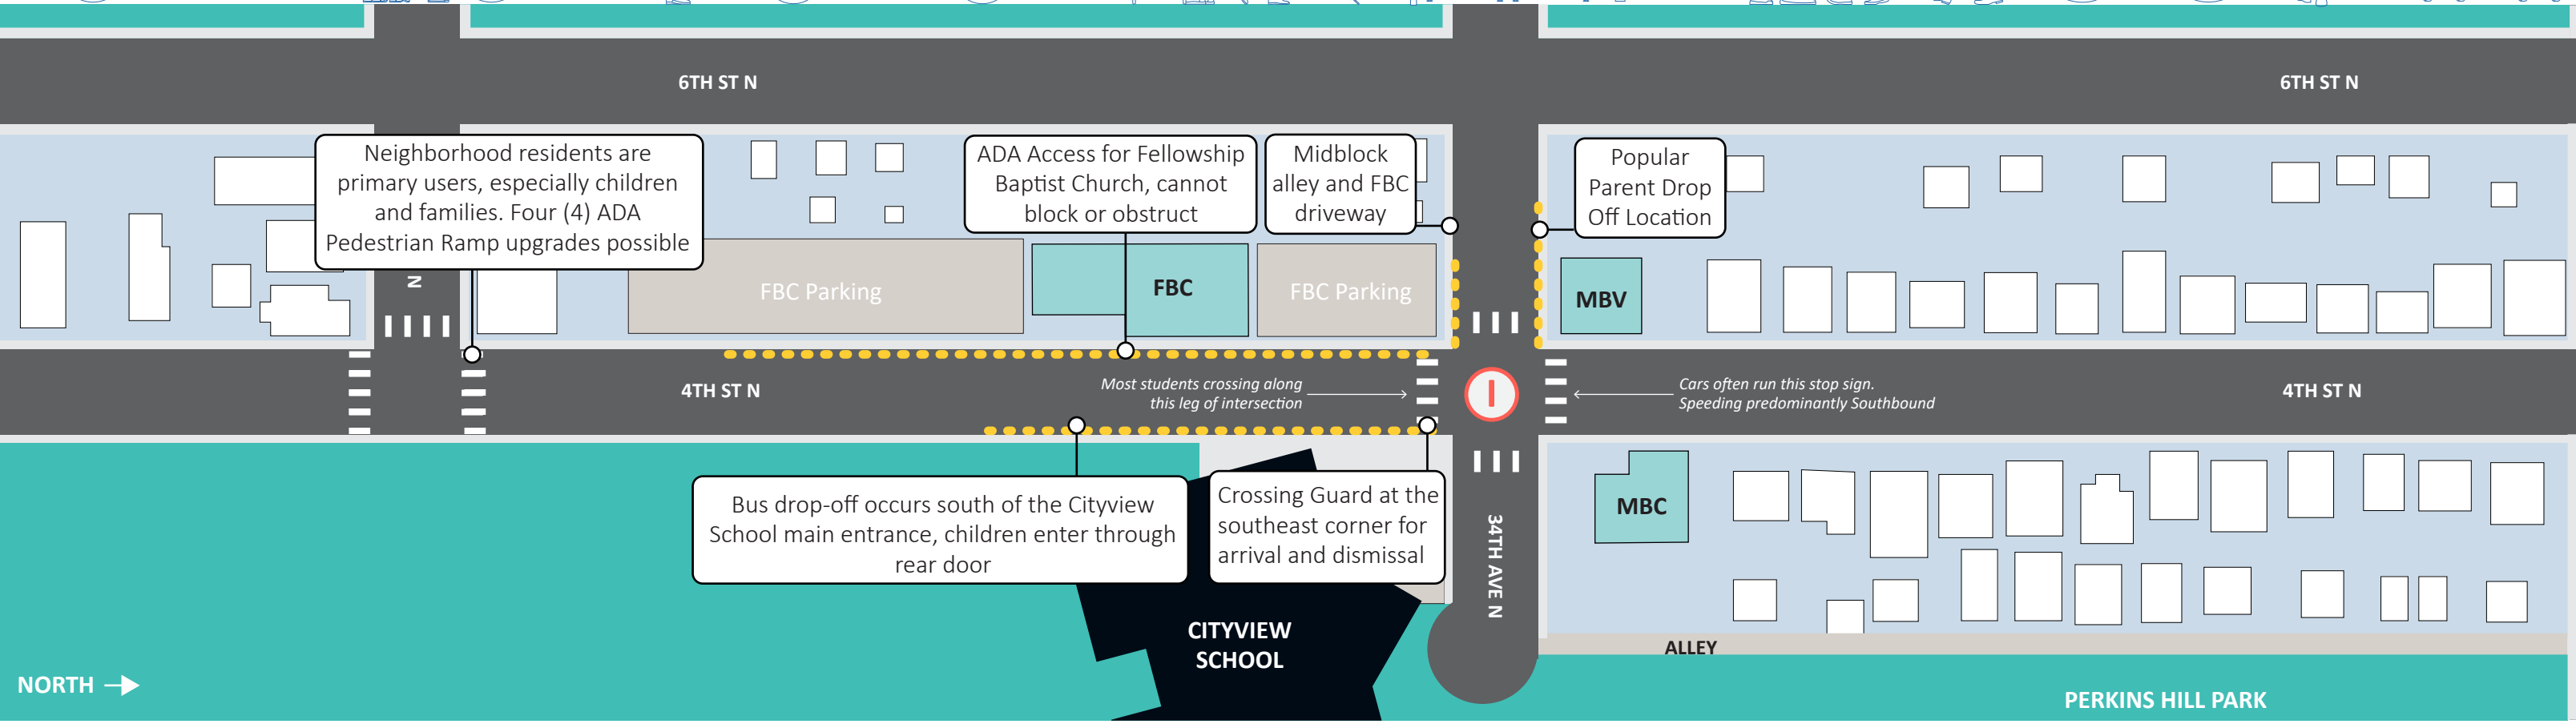 6TH ST N
6TH ST N
Neighborhood residents are
primary users, especially children
and families. Four (4) ADA
Pedestrian Ramp upgrades possible
ADA Access for Fellowship
Baptist Church, cannot
block or obstruct
Midblock
alley and FBC
driveway
Popular
Parent Drop
Off Location
N
FBC Parking
FBC
FBC Parking
MBV
4TH ST N
Most students crossing along
this leg of intersection
I
Cars often run this stop sign.
Speeding predominantly Southbound
4TH ST N
Bus drop-off occurs south of the Cityview
School main entrance, children enter through
rear door
Crossing Guard at the
southeast corner for
arrival and dismissal
34TH AVE N
MBC
CITYVIEW
SCHOOL
ALLEY
NORTH
PERKINS HILL PARK